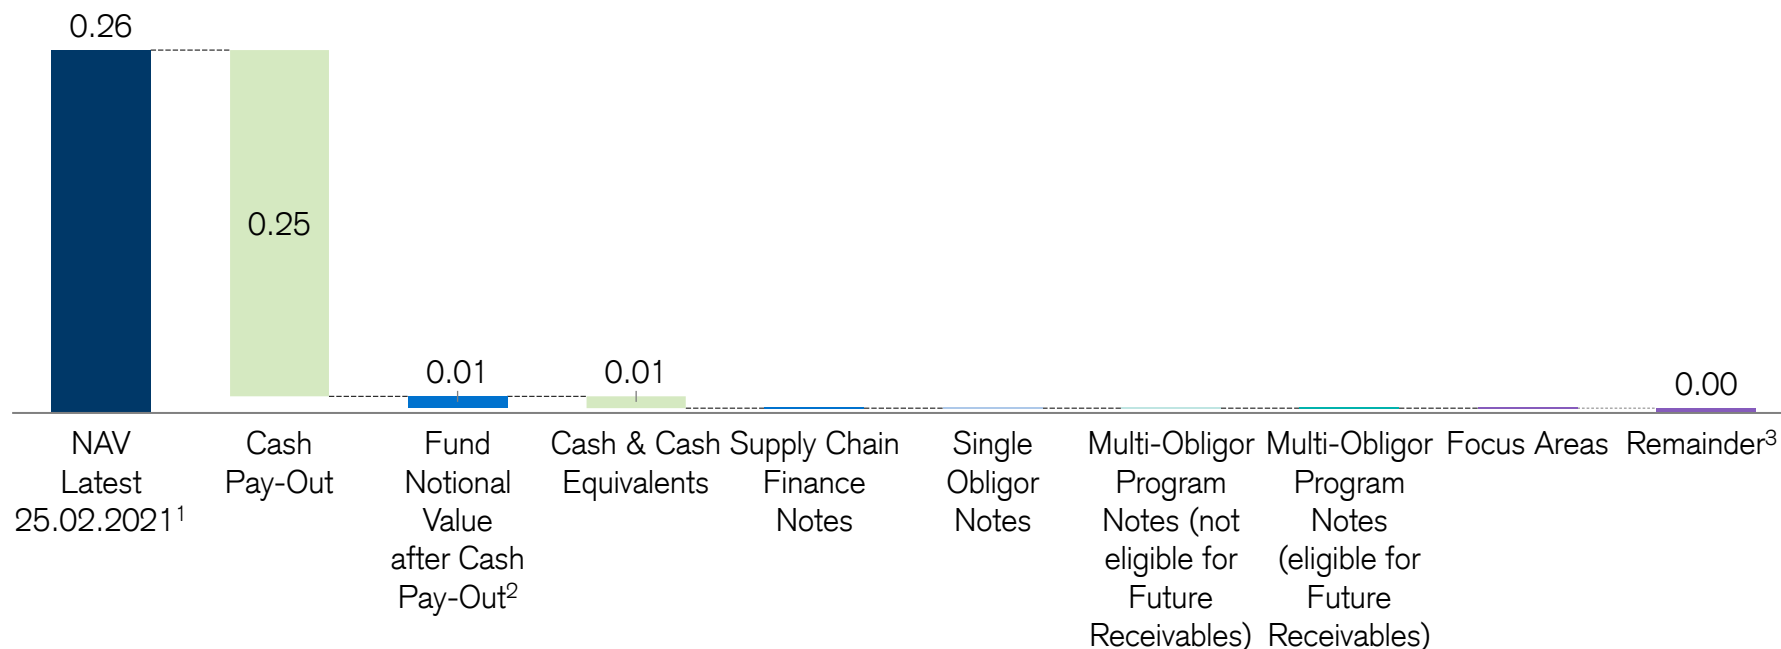 0.26
0.25
0.01
0.01
0.00
NAV
Latest
25.02.2021¹
Cash
Pay-Out
Fund
Notional
Value
after Cash
Pay-Out²
Cash & Cash
Equivalents
Supply Chain
Finance
Notes
Single
Obligor
Notes
Multi-Obligor
Program
Notes (not
eligible for
Future
Receivables)
Multi-Obligor
Program
Notes
(eligible for
Future
Receivables)
Focus Areas
Remainder³